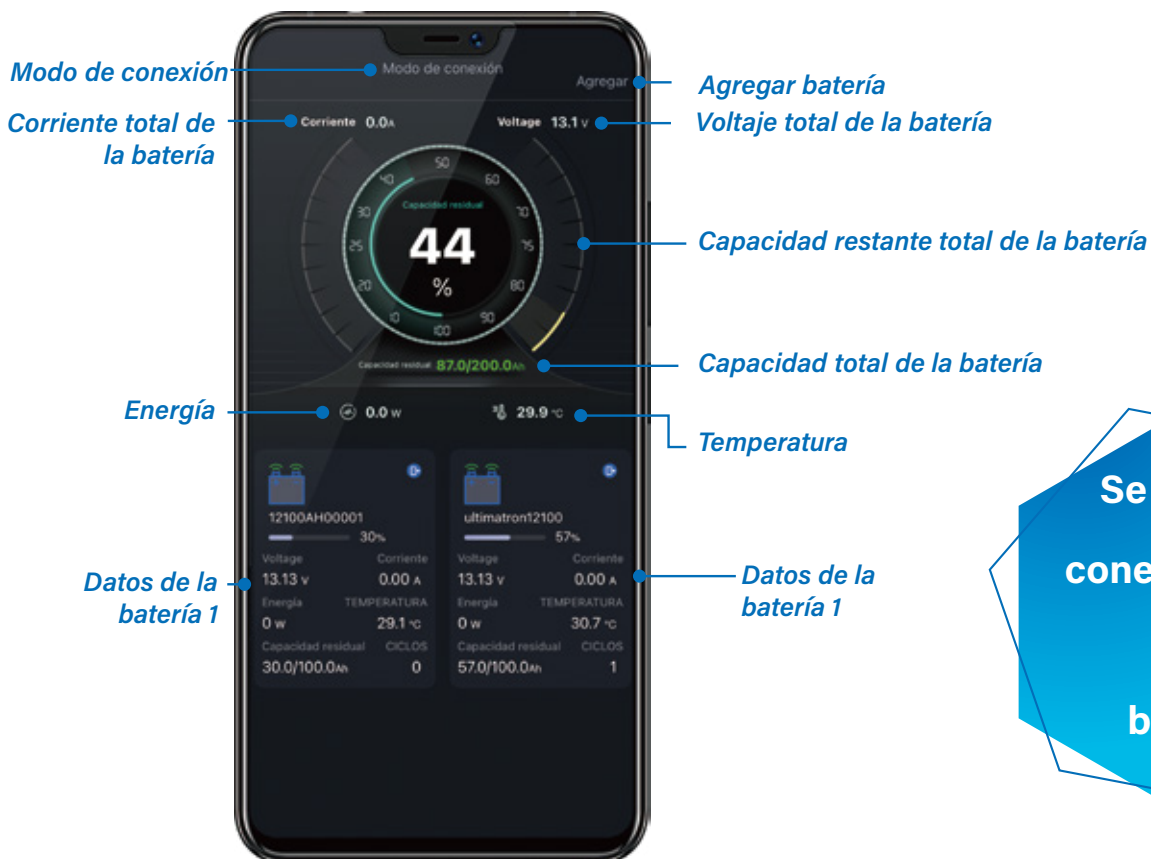 Modo de conexión
Modo de conexión
Agregar
Agregar batería
Corriente total de
la batería
Corriente 0.0A
Voltage 13.1 V
Voltaje total de la batería
50
40
60
30
70
25
75
20
80
10
90
100
Capacidad residual
44
%
Capacidad restante total de la batería
Capacidad residual 87.0/200.0Ah
Capacidad total de la batería
Energía
0.0 W
29.9 °C
Temperatura
12100AH00001
30%
Voltage Corriente
13.13 V 0.00 A
Energía TEMPERATURA
0 W 29.1 °C
Capacidad residual CICLOS
30.0/100.0Ah 0
ultimatron12100
57%
Voltage Corriente
13.13 V 0.00 A
Energía TEMPERATURA
0 W 30.7 °C
Capacidad residual CICLOS
57.0/100.0Ah 1
Datos de la
batería 1
Datos de la
batería 1
Se
cone
b